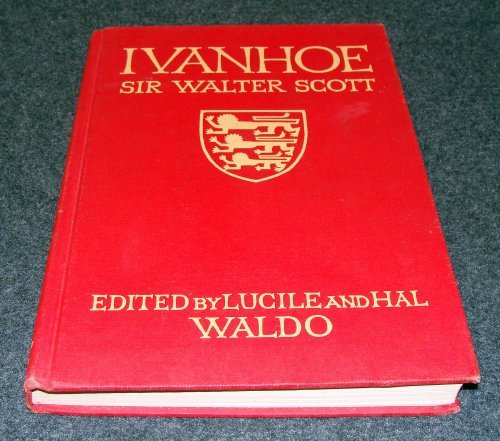 IVANHOE
SIR WALTER SCOTT
EDITED BY LUCILE AND HAL
WALDO